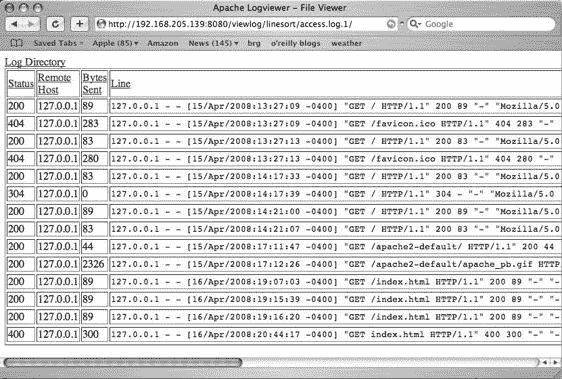 Apache Logviewer - File Viewer
http://192.168.205.139:8080/viewlog/linesort/access.log.1/
Google
Saved Tabs Apple (85) Amazon News (145) brg o'reilly blogs weather
Log Directory
Status Remote Host Bytes Sent Line
200 127.0.0.1 89 127.0.0.1 - - [15/Apr/2008:13:27:09 -0400] "GET / HTTP/1.1" 200 89 "-" "Mozilla/5.0
404 127.0.0.1 283 127.0.0.1 - - [15/Apr/2008:13:27:09 -0400] "GET /favicon.ico HTTP/1.1" 404 283 "-"
200 127.0.0.1 83 127.0.0.1 - - [15/Apr/2008:13:27:13 -0400] "GET / HTTP/1.1" 200 83 "-" "Mozilla/5.0
404 127.0.0.1 280 127.0.0.1 - - [15/Apr/2008:13:27:13 -0400] "GET /favicon.ico HTTP/1.1" 404 280 "-"
200 127.0.0.1 83 127.0.0.1 - - [15/Apr/2008:14:17:33 -0400] "GET / HTTP/1.1" 200 83 "-" "Mozilla/5.0
304 127.0.0.1 0 127.0.0.1 - - [15/Apr/2008:14:17:39 -0400] "GET / HTTP/1.1" 304 - "-" "Mozilla/5.0
200 127.0.0.1 89 127.0.0.1 - - [15/Apr/2008:14:21:00 -0400] "GET / HTTP/1.1" 200 89 "-" "Mozilla/5.0
200 127.0.0.1 83 127.0.0.1 - - [15/Apr/2008:14:21:07 -0400] "GET / HTTP/1.1" 200 83 "-" "Mozilla/5.0
200 127.0.0.1 44 127.0.0.1 - - [15/Apr/2008:17:11:47 -0400] "GET /apache2-default/ HTTP/1.1" 200 44
200 127.0.0.1 2326 127.0.0.1 - - [15/Apr/2008:17:12:26 -0400] "GET /apache2-default/apache_pb.gif HTTP
200 127.0.0.1 89 127.0.0.1 - - [16/Apr/2008:19:07:03 -0400] "GET /index.html HTTP/1.1" 200 89 "-" "-
200 127.0.0.1 89 127.0.0.1 - - [16/Apr/2008:19:15:39 -0400] "GET /index.html HTTP/1.1" 200 89 "-" "-
200 127.0.0.1 89 127.0.0.1 - - [16/Apr/2008:19:16:20 -0400] "GET /index.html HTTP/1.1" 200 89 "-" "-
400 127.0.0.1 300 127.0.0.1 - - [16/Apr/2008:20:44:17 -0400] "GET index.html HTTP/1.1" 400 300 "-" "-